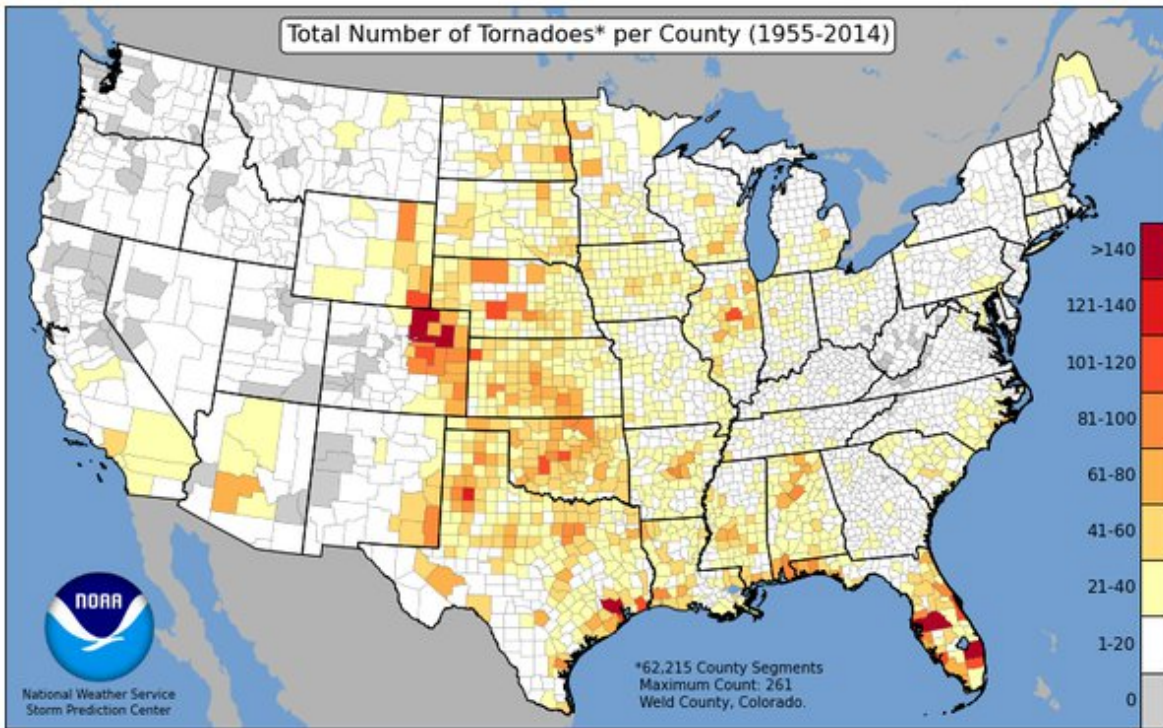 Total Number of Tornadoes* per County (1955-2014)
>140
121-140
101-120
81-100
61-80
41-60
21-40
1-20
0
NOAA
National Weather Service
Storm Prediction Center
*62,215 County Segments
Maximum Count: 261
Weld County, Colorado.